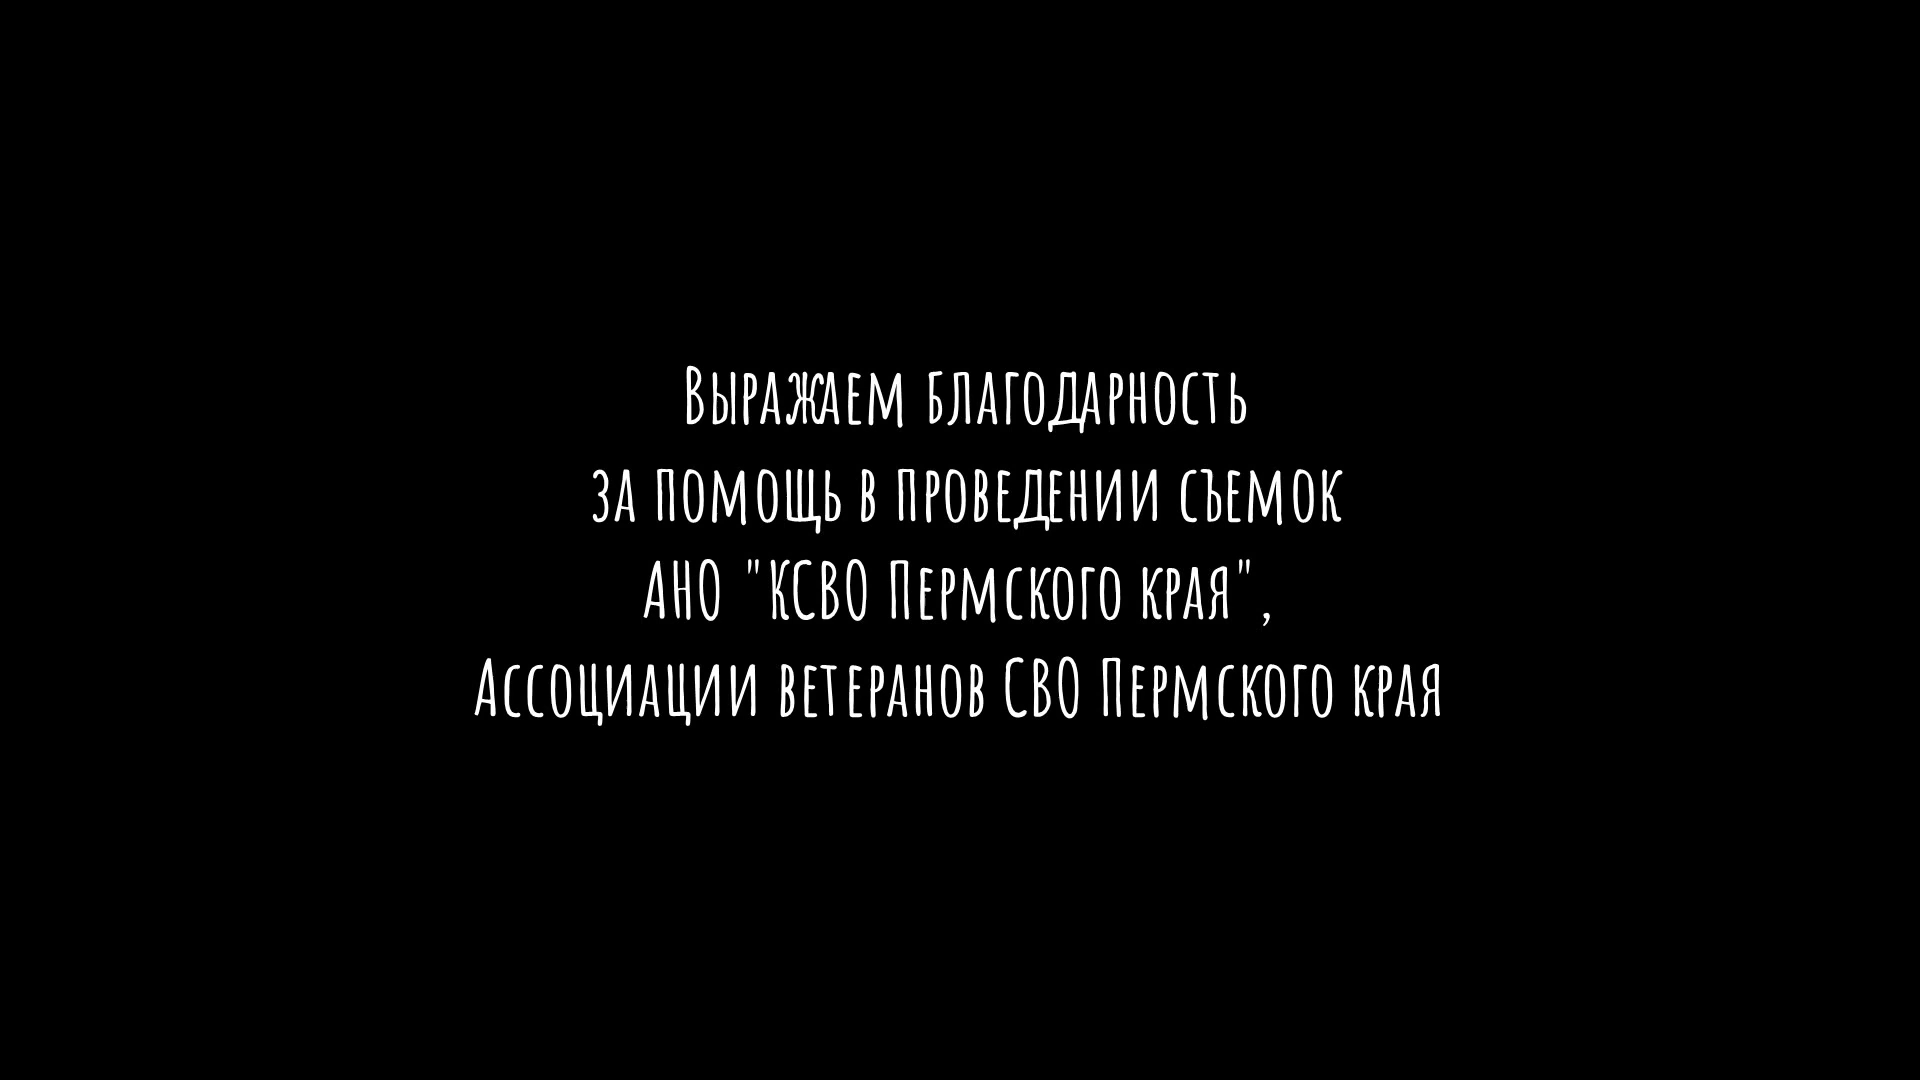 Выражаем благодарность
за помощь в проведении съемок
АНО "КСВО Пермского края",
Ассоциации ветеранов СВО Пермского края